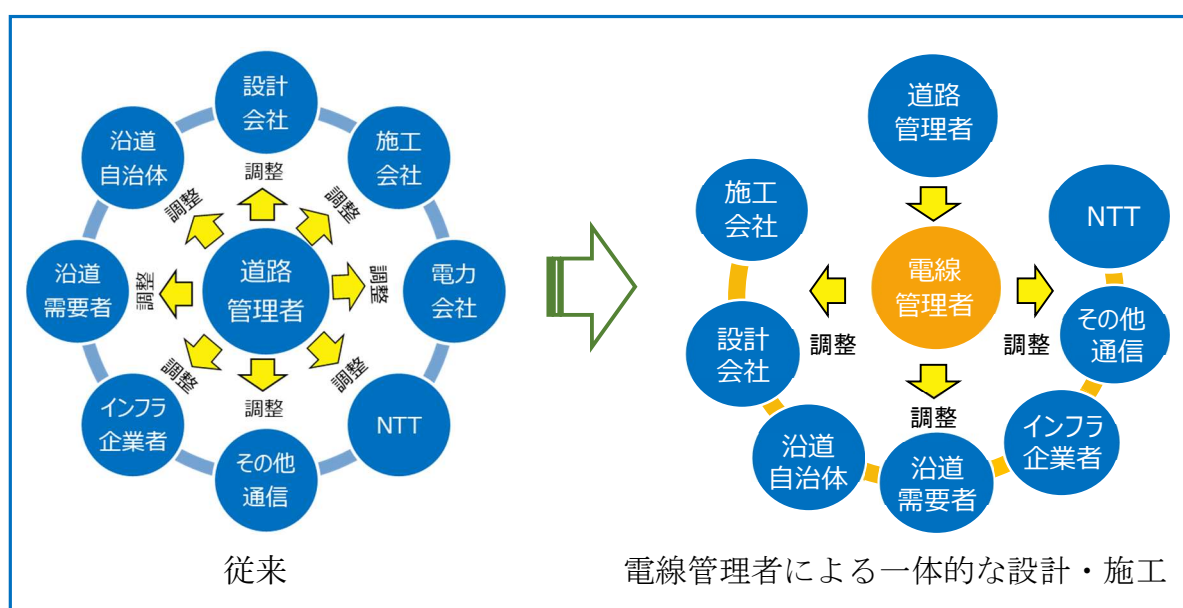 設計
会社
施工
会社
電力
会社
NTT
その他
通信
インフラ
企業者
沿道
需要者
沿道
自治体
道路
管理者
調整
調整
調整
調整
調整
調整
調整
調整
従来
道路
管理者
電線
管理者
施工
会社
設計
会社
沿道
自治体
沿道
需要者
インフラ
企業者
その他
通信
NTT
調整
調整
調整
電線管理者による一体的な設計・施工